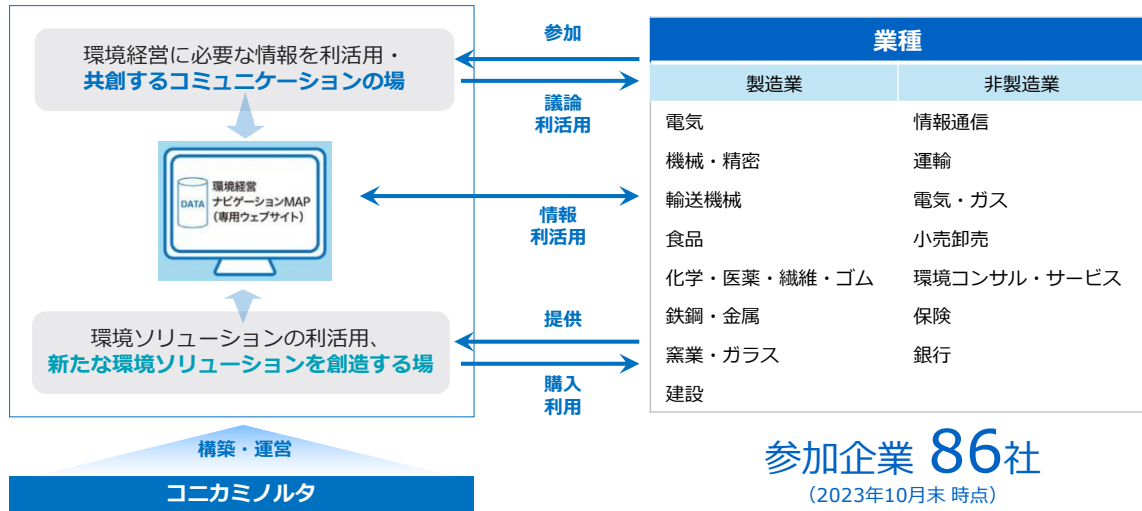 環境経営に必要な情報を利活用・
共創するコミュニケーションの場
DATA
環境経営
ナビゲーションMAP
（専用ウェブサイト）
環境ソリューションの利活用、
新たな環境ソリューションを創造する場
構築・運営
コニカミノルタ
参加
議論
利活用
情報
利活用
提供
購入
利用
業種
製造業 非製造業
電気 情報通信
機械・精密 運輸
輸送機械 電気・ガス
食品 小売卸売
化学・医薬・繊維・ゴム 環境コンサル・サービス
鉄鋼・金属 保険
窯業・ガラス 銀行
建設
参加企業 86社
（2023年10月末 時点）